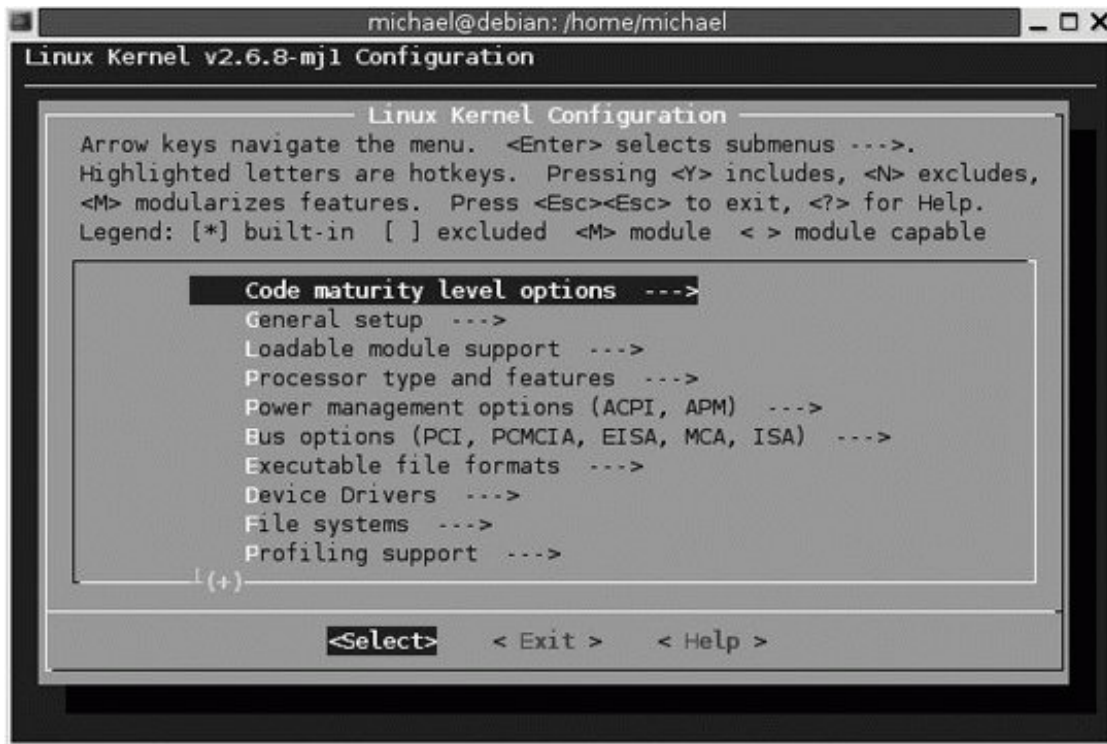 michael@debian: /home/michael
Linux Kernel v2.6.8-mj1 Configuration
Linux Kernel Configuration
Arrow keys navigate the menu. <Enter> selects submenus --->.
Highlighted letters are hotkeys. Pressing <Y> includes, <N> excludes,
<M> modularizes features. Press <Esc><Esc> to exit, <?> for Help.
Legend: [*] built-in [ ] excluded <M> module < > module capable
Code maturity level options --->
General setup --->
Loadable module support --->
Processor type and features --->
Power management options (ACPI, APM) --->
Bus options (PCI, PCMCIA, EISA, MCA, ISA) --->
Executable file formats --->
Device Drivers --->
File systems --->
Profiling support --->
(+)
<Select> < Exit > < Help >